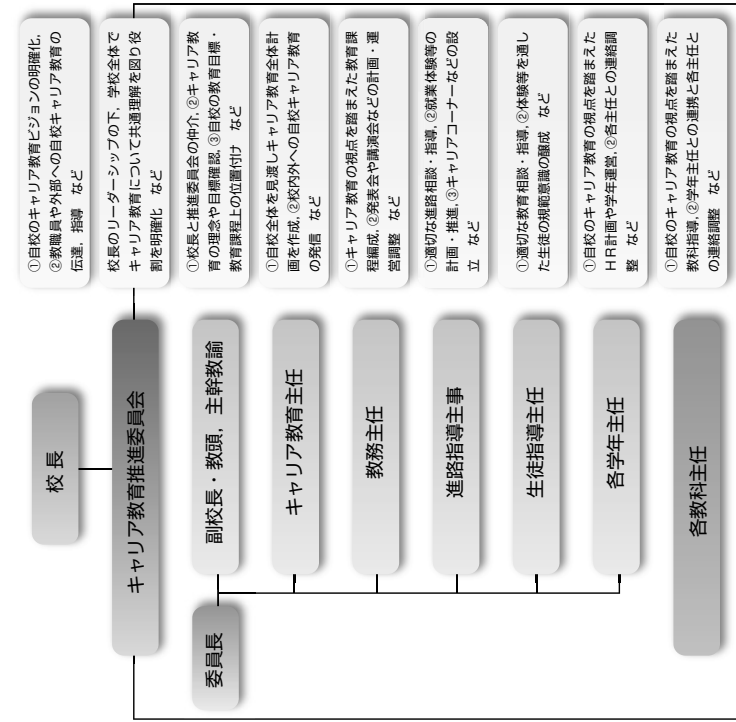 校 長
①自校のキャリア教育ビジョンの明確化,
②教職員や外部への自校キャリア教育の
伝達,　指導　など
キャリア教育推進委員会
校長のリーダーシップの下，学校全体で
キャリア教育について共通理解を図り役
割を明確化　など
委員長
副校長・教頭，主幹教諭
①校長と推進委員会の仲介, ②キャリア教
育の理念や目標確認, ③自校の教育目標・
教育課程上の位置付け　など
キャリア教育主任
①自校全体を見渡しキャリア教育全体計
画を作成, ②校内外への自校キャリア教育
の発信　など
教務主任
①キャリア教育の視点を踏まえた教育課
程編成, ②発表会や講演会などの計画・運
営調整　など
進路指導主事
①適切な進路相談・指導, ②就業体験等の
計画・推進, ③キャリアコーナーなどの設
立　など
生徒指導主任
①適切な教育相談・指導, ②体験等を通し
た生徒の規範意識の醸成　など
各学年主任
①自校のキャリア教育の視点を踏まえた
ＨＲ計画や学年運営, ②各主任との連絡調
整　など
各教科主任
①自校のキャリア教育の視点を踏まえた
教科指導, ②学年主任との連携と各主任と
の連絡調整　など